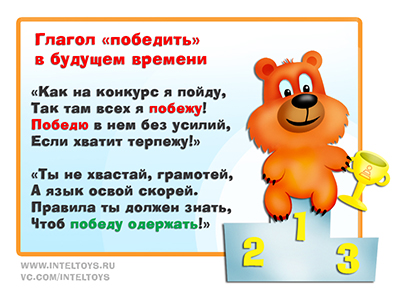 Глагол «победить»
в будущем времени
«Как на конкурс я пойду,
Так там всех я побежу!
Победю в нем без усилий,
Если хватит терпежу!»
«Ты не хвастай, грамотей,
А язык освой скорей.
Правила ты должен знать,
Чтоб победу одержать!»
2 1 3
WWW.INTELTOYS.RU
VC.COM/INTELTOYS